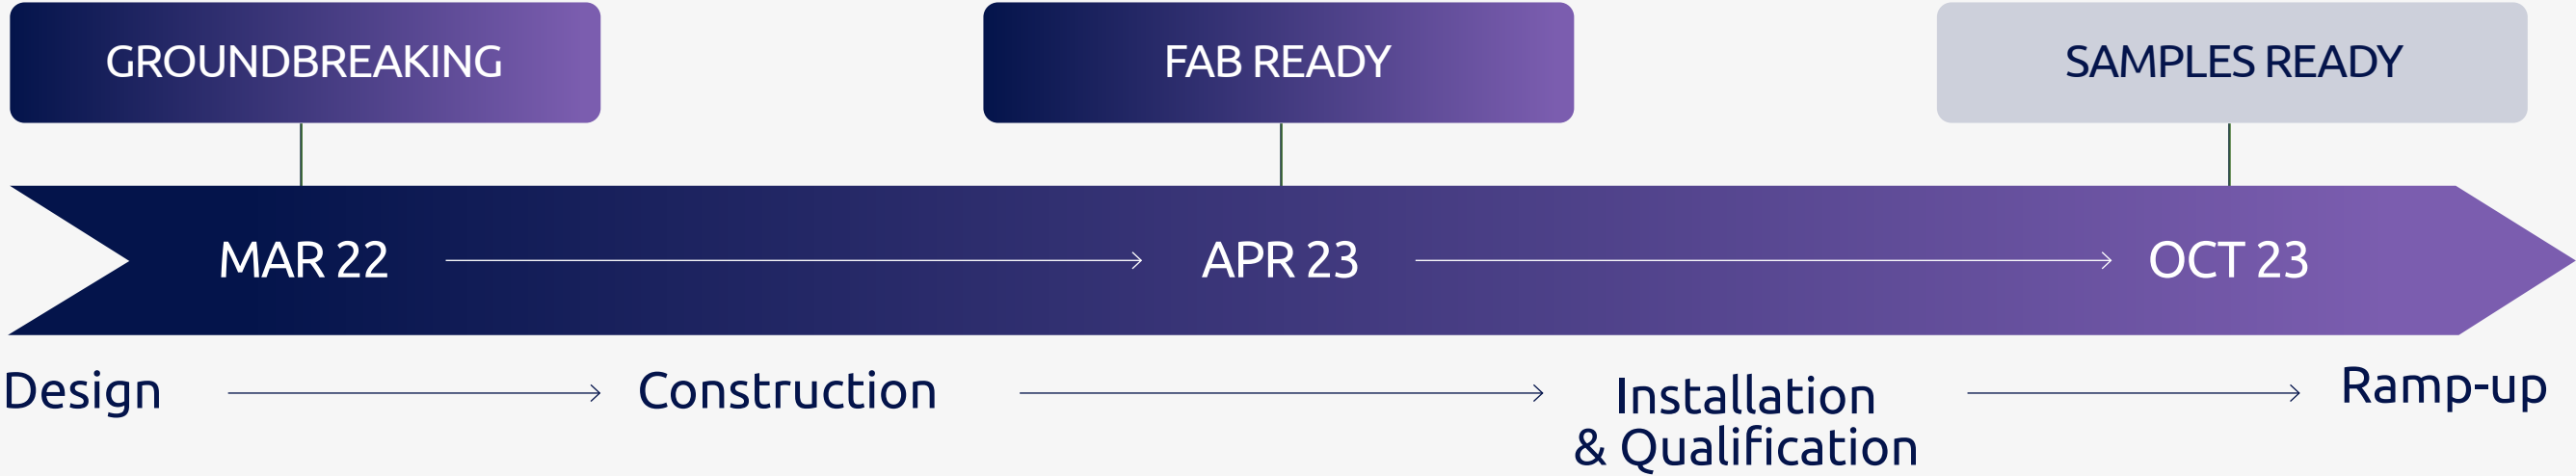 GROUNDBREAKING
FAB READY
SAMPLES READY
MAR 22
APR 23
OCT 23
Design
Construction
Installation
& Qualification
Ramp-up